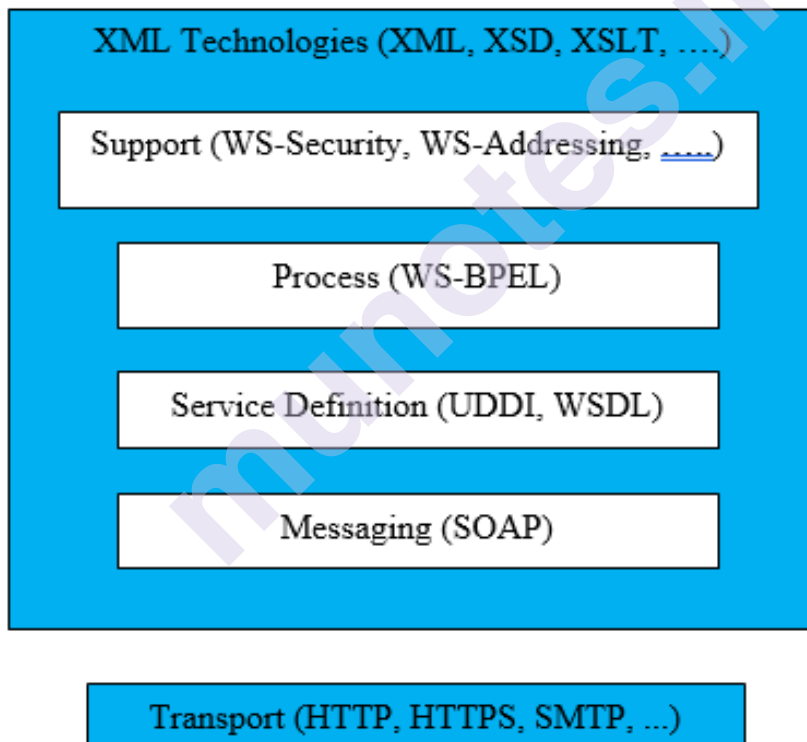 XML Technologies (XML, XSD, XSLT, ….)
Support (WS-Security, WS-Addressing, …..)
Process (WS-BPEL)
Service Definition (UDDI, WSDL)
Messaging (SOAP)
Transport (HTTP, HTTPS, SMTP, ...)
munotes.i